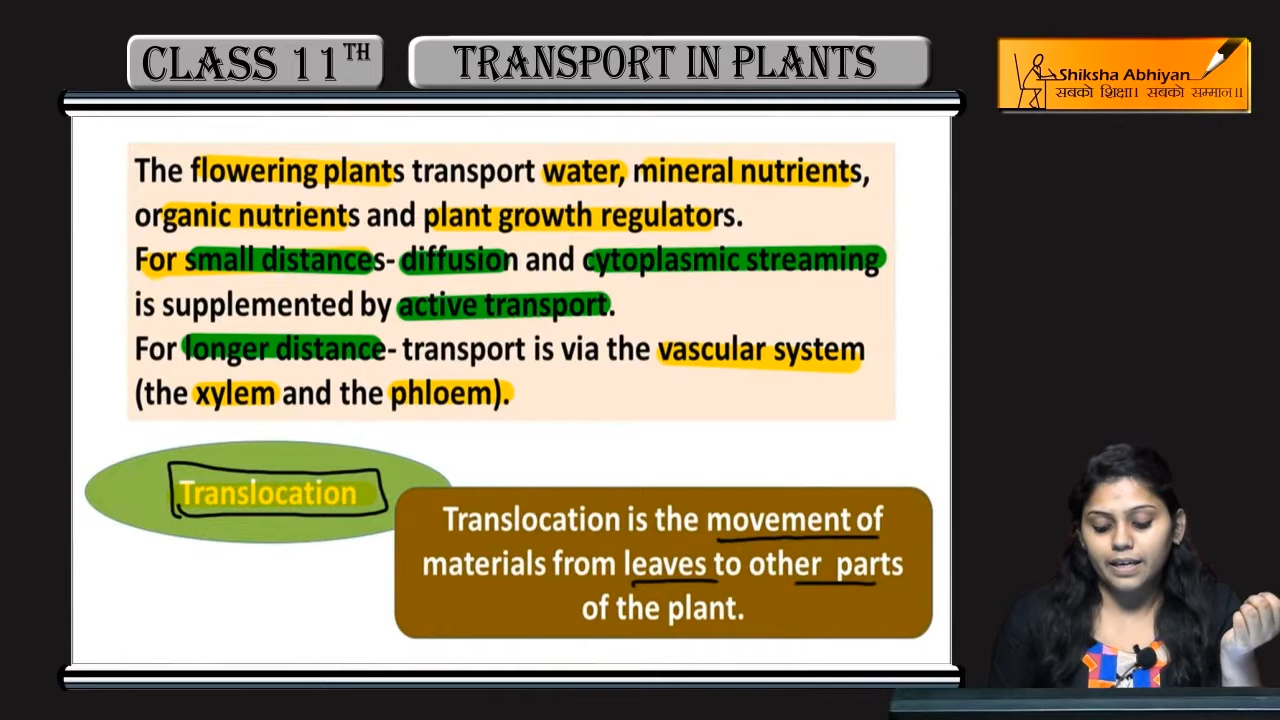 CLASS 11TH
TRANSPORT IN PLANTS
Shiksha Abhiyan
सबको शिक्षा। सबको सम्मान।।
The flowering plants transport water, mineral nutrients,
organic nutrients and plant growth regulators.
For small distances- diffusion and cytoplasmic streaming
is supplemented by active transport.
For longer distance- transport is via the vascular system
(the xylem and the phloem).
Translocation
Translocation is the movement of
materials from leaves to other parts
of the plant.